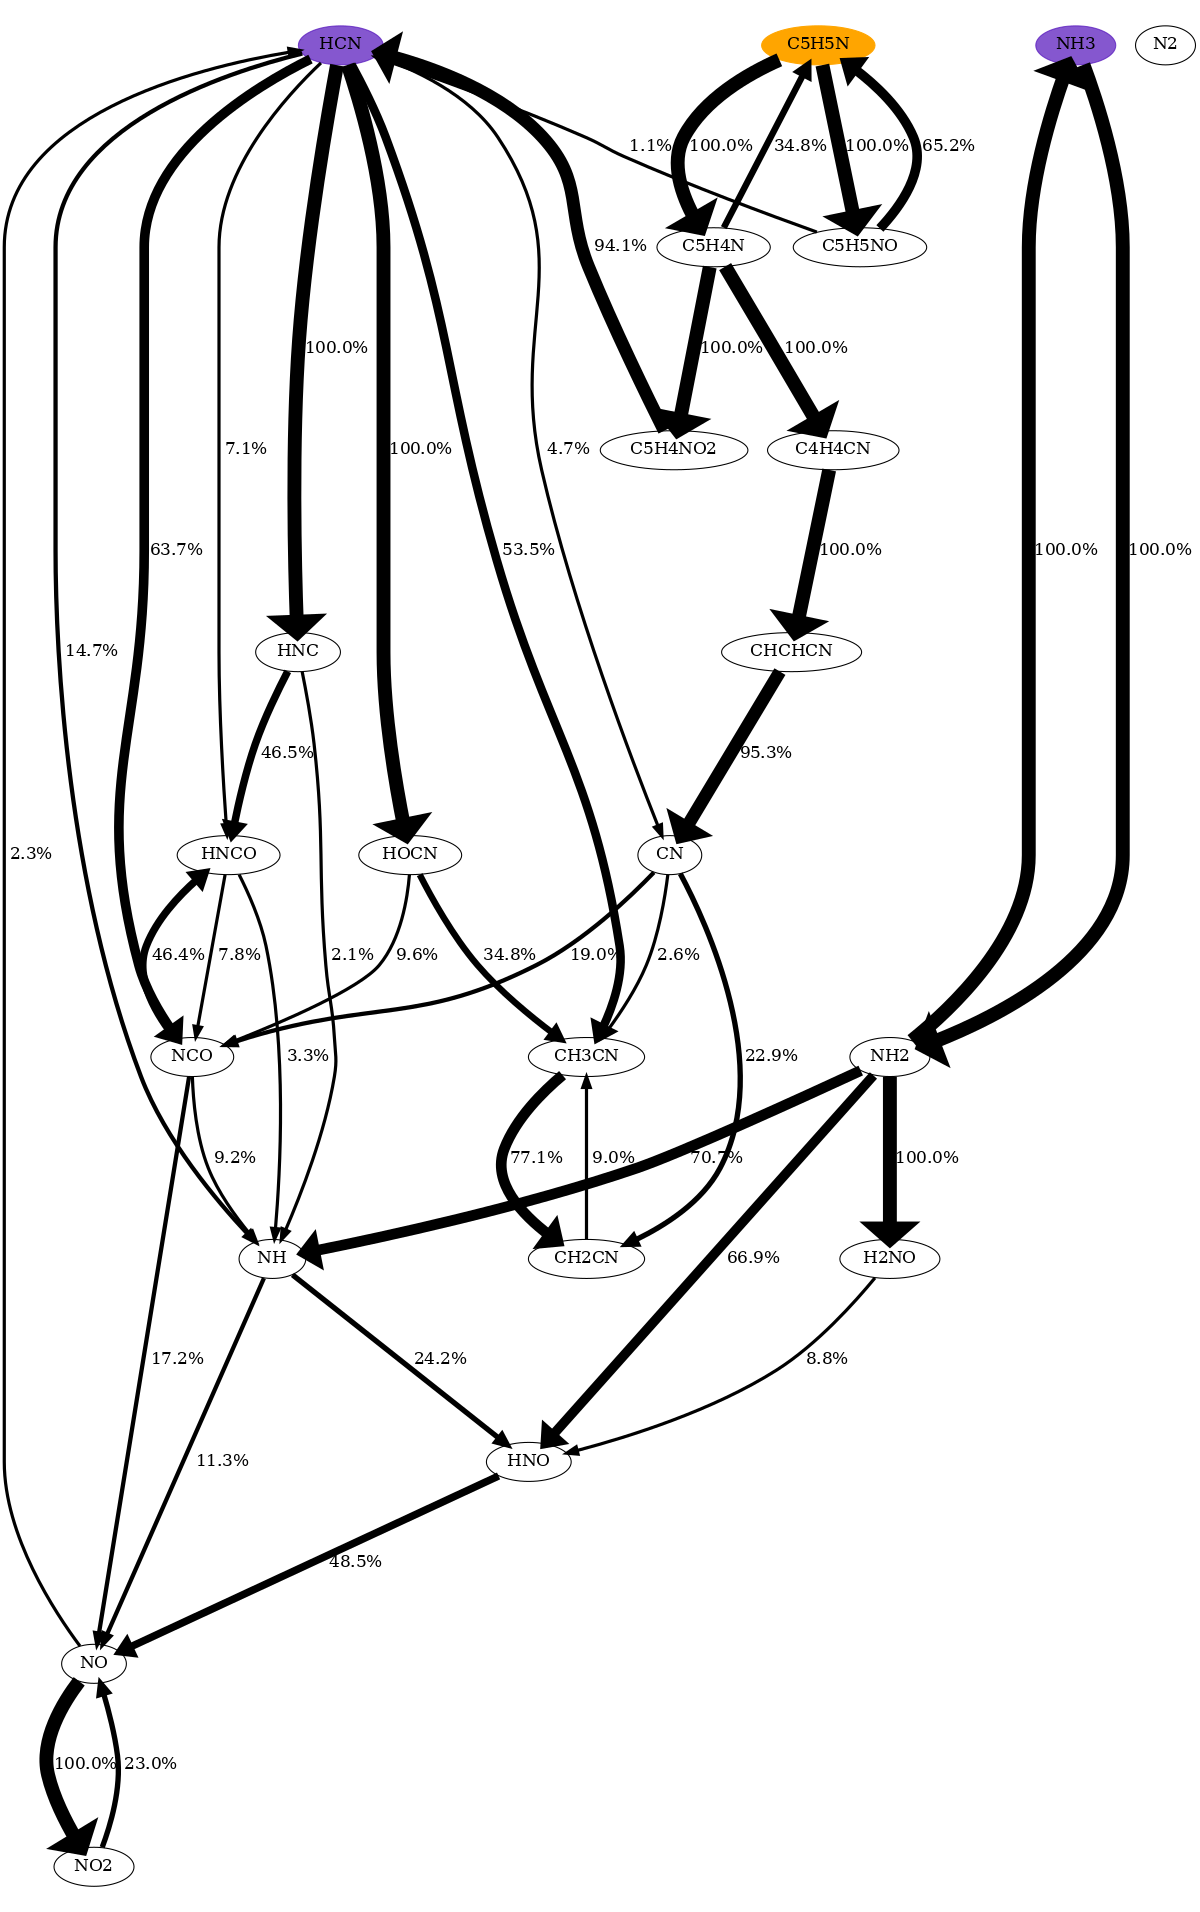 HCN
C5H5N
NH3
N2
1.1%
100.0%
34.8%
100.0%
65.2%
94.1%
C5H4N
C5H5NO
100.0%
100.0%
100.0%
7.1%
100.0%
4.7%
C5H4NO2
C4H4CN
63.7%
53.5%
100.0%
100.0%
100.0%
14.7%
HNC
CHCHCN
46.5%
95.3%
2.3%
HNCO
HOCN
CN
46.4%
7.8%
2.1%
9.6%
34.8%
19.0%
2.6%
NCO
3.3%
CH3CN
22.9%
NH2
9.2%
77.1%
9.0%
70.7%
100.0%
NH
CH2CN
66.9%
H2NO
17.2%
24.2%
8.8%
11.3%
HNO
48.5%
NO
100.0%
23.0%
NO2